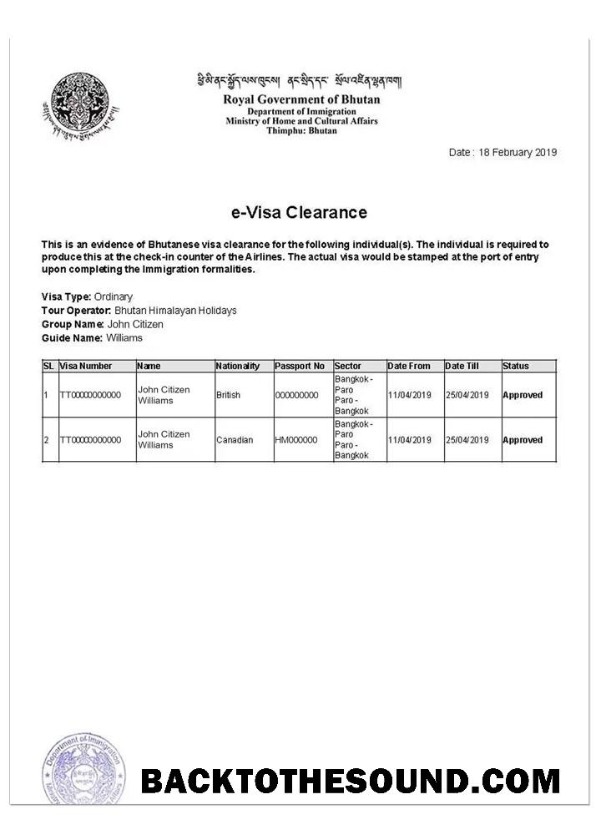 ཕྱི་མི་ནང་སྐྱོད་ལས་ཁུངས། ནང་སྲིད་དང་ སྲོལ་འཛིན་ལྷན་ཁག།
Royal Government of Bhutan
Department of Immigration
Ministry of Home and Cultural Affairs
Thimphu: Bhutan
Date : 18 February 2019
e-Visa Clearance
This is an evidence of Bhutanese visa clearance for the following individual(s). The individual is required to
produce this at the check-in counter of the Airlines. The actual visa would be stamped at the port of entry
upon completing the Immigration formalities.
Visa Type: Ordinary
Tour Operator: Bhutan Himalayan Holidays
Group Name: John Citizen
Guide Name: Williams
SL Visa Number Name Nationality Passport No Sector Date From Date Till Status
1 TT0000000000 John Citizen Williams British 000000000 Bangkok - Paro Paro - Bangkok 11/04/2019 25/04/2019 Approved
2 TT0000000000 John Citizen Williams Canadian HM000000 Bangkok - Paro Paro - Bangkok 11/04/2019 25/04/2019 Approved
Department of Immigration
BACKTOTHESOUND.COM